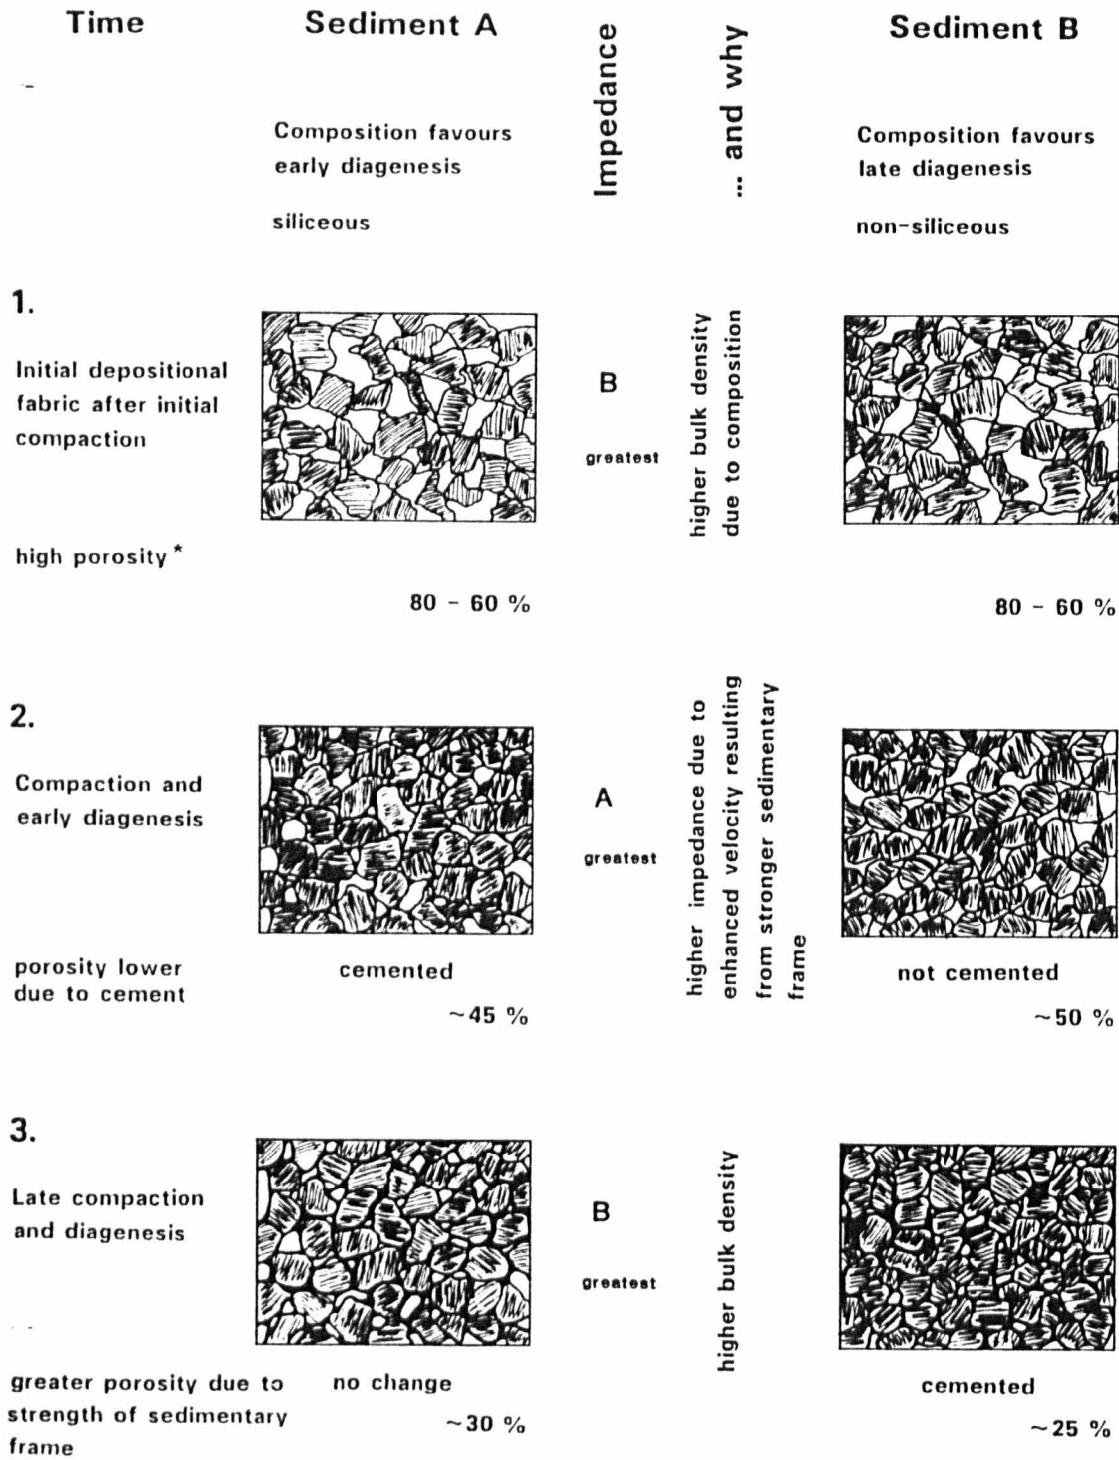 Time
Sediment A
Impedance
... and why
Sediment B
Composition favours
early diagenesis
siliceous
Composition favours
late diagenesis
non-siliceous
1.
Initial depositional
fabric after initial
compaction
high porosity *
80 - 60 %
B
greatest
higher bulk density
due to composition
80 - 60 %
2.
Compaction and
early diagenesis
porosity lower
due to cement
cemented
~45 %
A
greatest
higher impedance due to
enhanced velocity resulting
from stronger sedimentary
frame
not cemented
~50 %
3.
Late compaction
and diagenesis
greater porosity due to
strength of sedimentary
frame
no change
~30 %
B
greatest
higher bulk density
cemented
~25 %